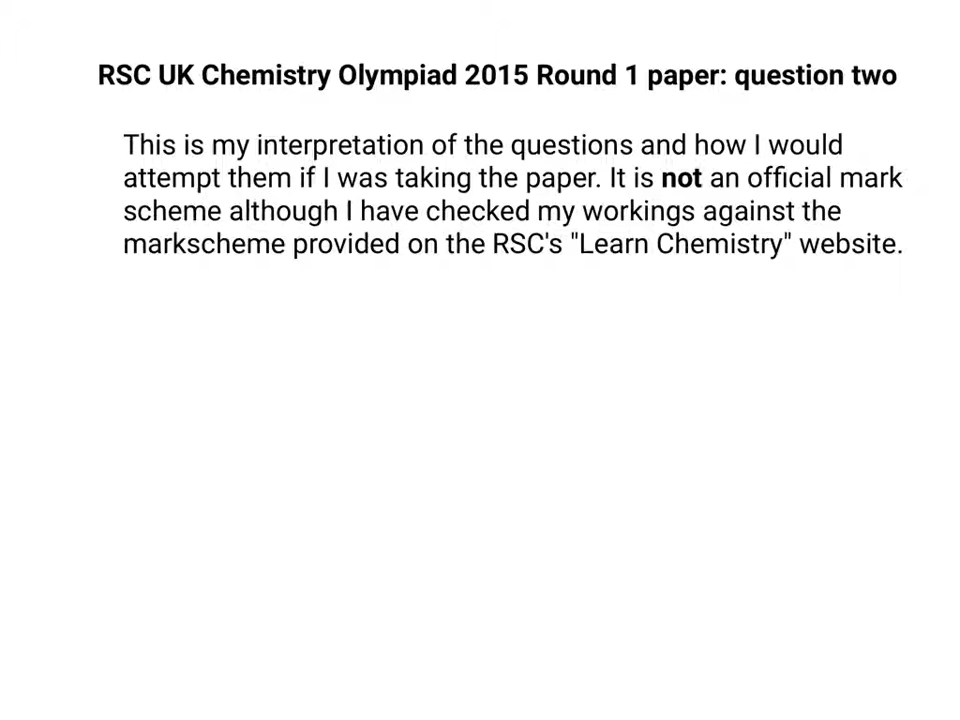 RSC UK Chemistry Olympiad 2015 Round 1 paper: question two
This is my interpretation of the questions and how I would
attempt them if I was taking the paper. It is not an official mark
scheme although I have checked my workings against the
markscheme provided on the RSC's "Learn Chemistry" website.